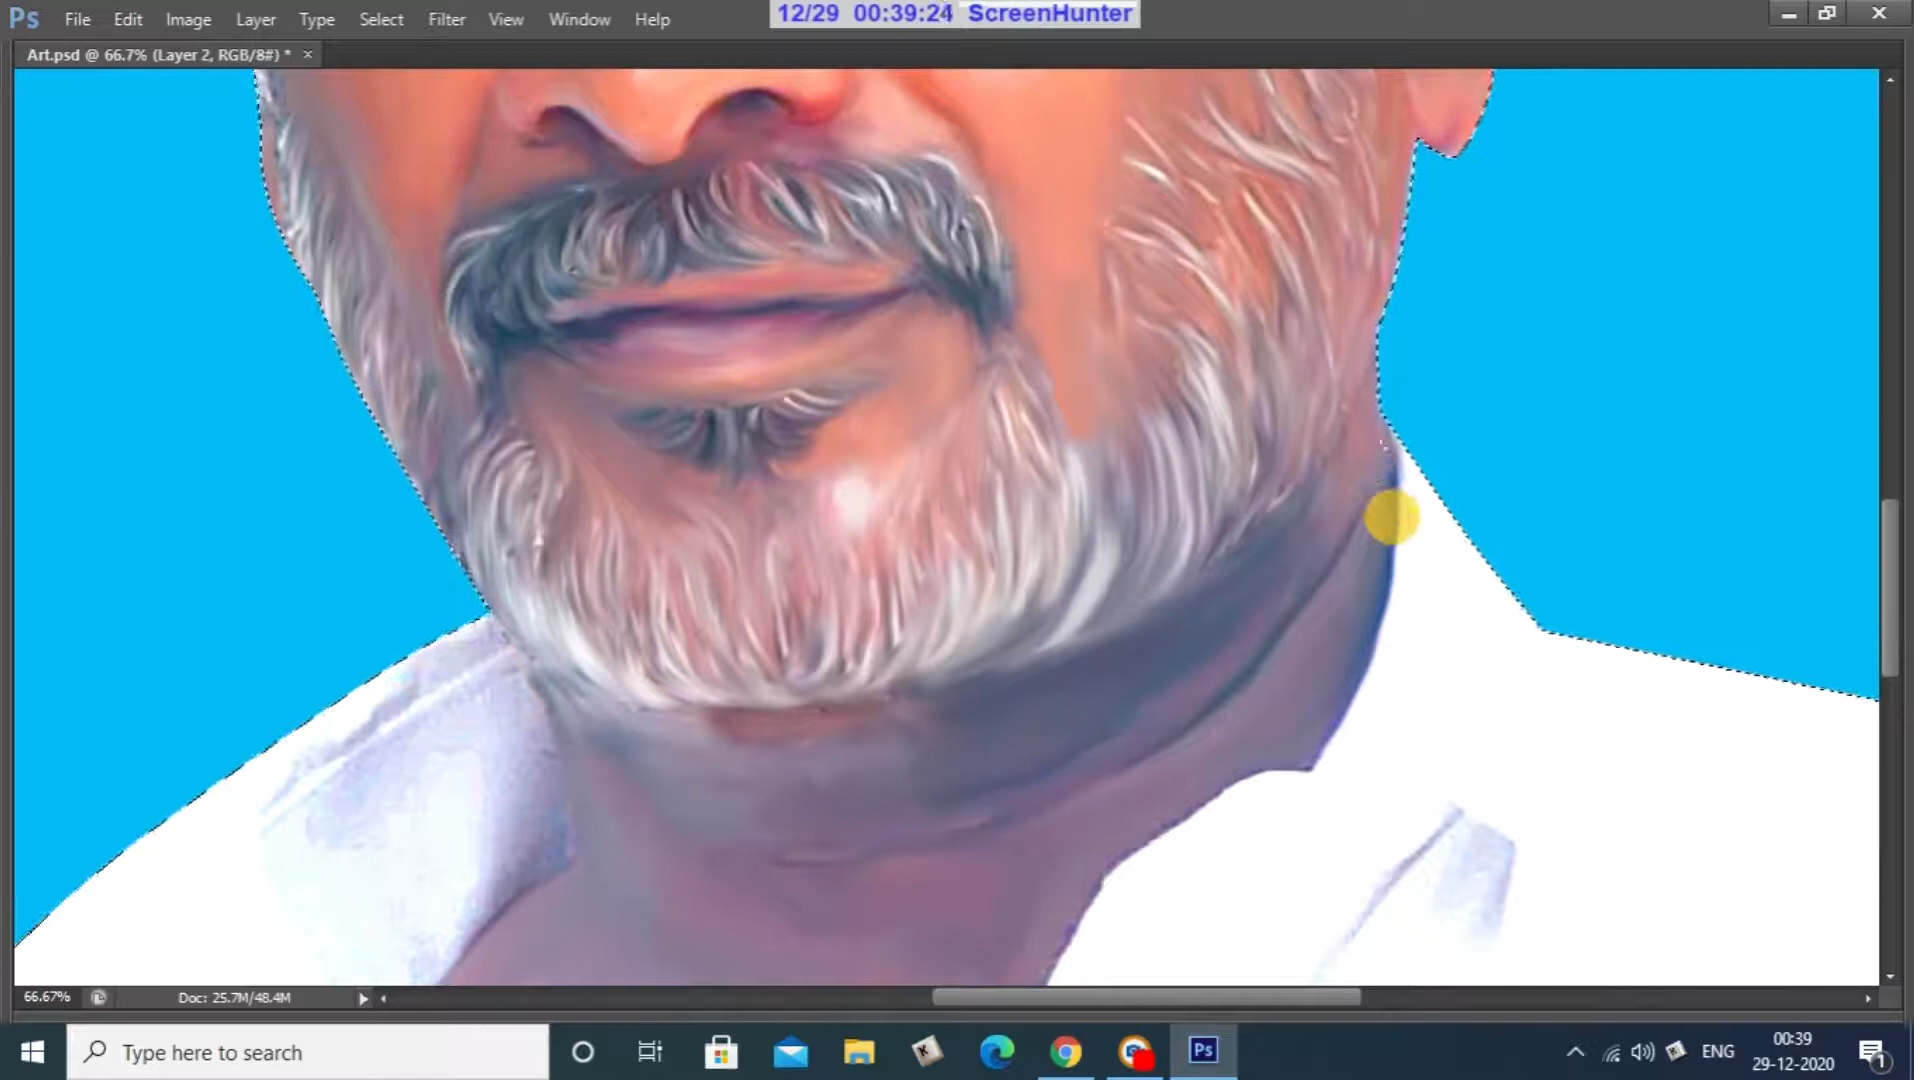 Ps File Edit Image Layer Type Select Filter View Window Help
12/29 00:39:24 ScreenHunter
Art.psd @ 66.7% (Layer 2, RGB/8#) * ×
66.67% Doc: 25.7M/48.4M
Type here to search
K
Ps
ENG
00:39
29-12-2020
1